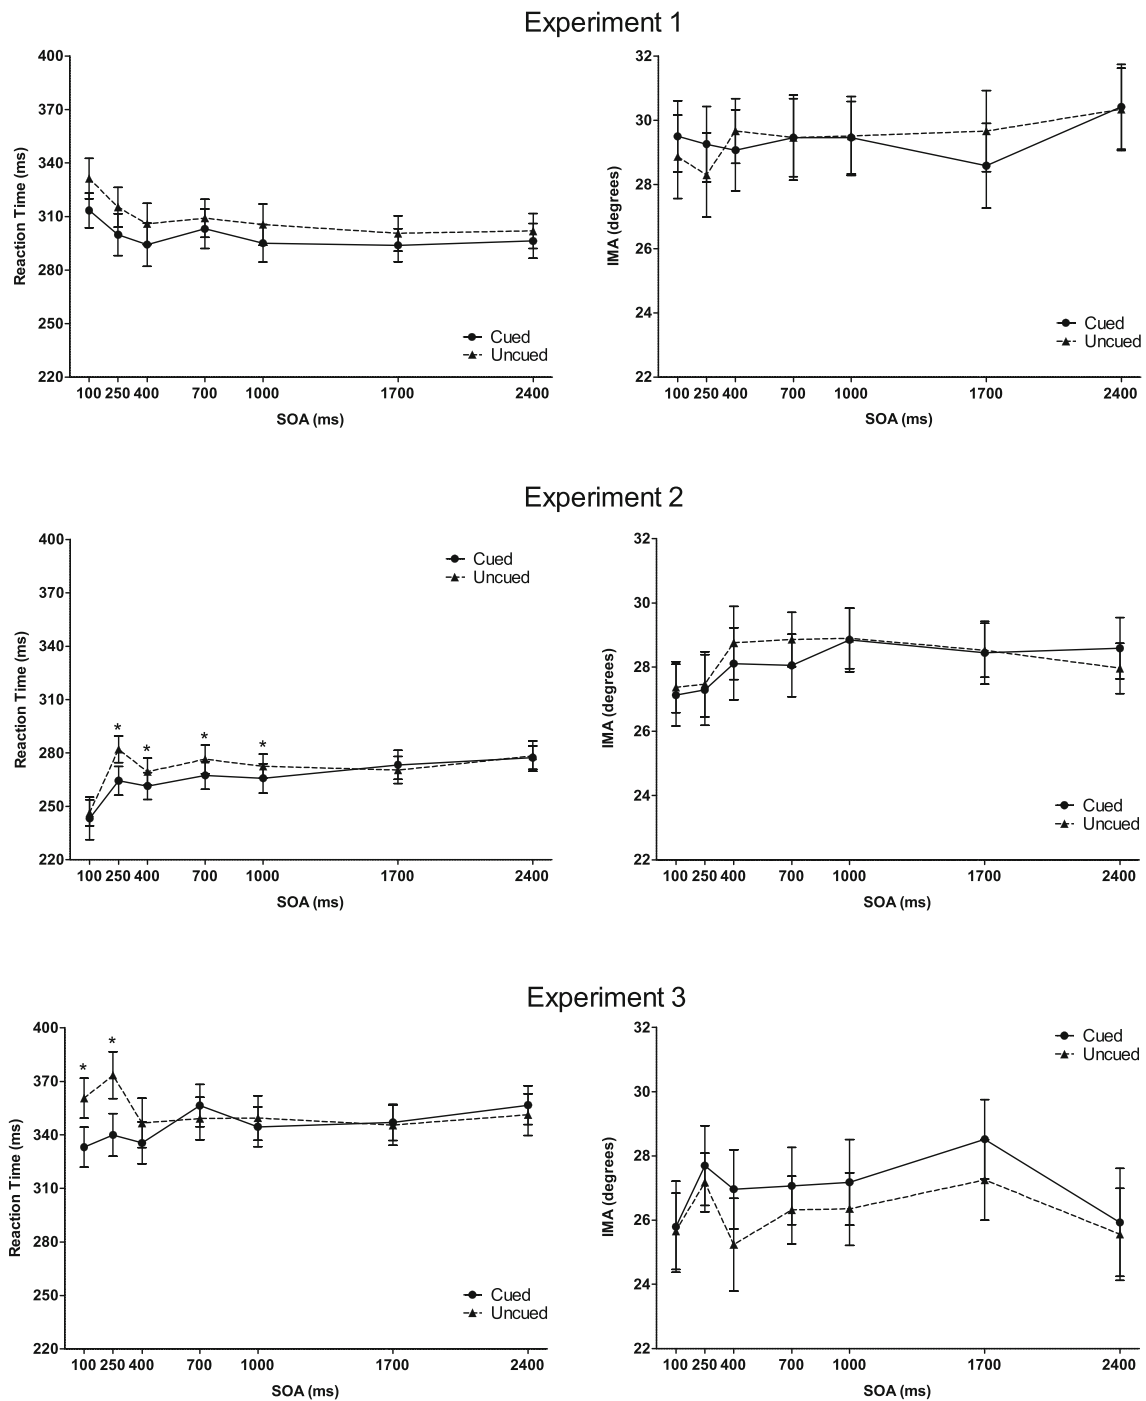 Experiment 1
400
370
340
310
280
250
220
Reaction Time (ms)
Cued
Uncued
100 250 400 700 1000 1700 2400
SOA (ms)
32
30
28
26
24
22
IMA (degrees)
Cued
Uncued
100 250 400 700 1000 1700 2400
SOA (ms)
Experiment 2
400
370
340
310
280
250
220
Reaction Time (ms)
Cued
Uncued
* * * *
100 250 400 700 1000 1700 2400
SOA (ms)
32
30
28
26
24
22
IMA (degrees)
Cued
Uncued
100 250 400 700 1000 1700 2400
SOA (ms)
Experiment 3
400
370
340
310
280
250
220
Reaction Time (ms)
* *
Cued
Uncued
100 250 400 700 1000 1700 2400
SOA (ms)
32
30
28
26
24
22
IMA (degrees)
Cued
Uncued
100 250 400 700 1000 1700 2400
SOA (ms)